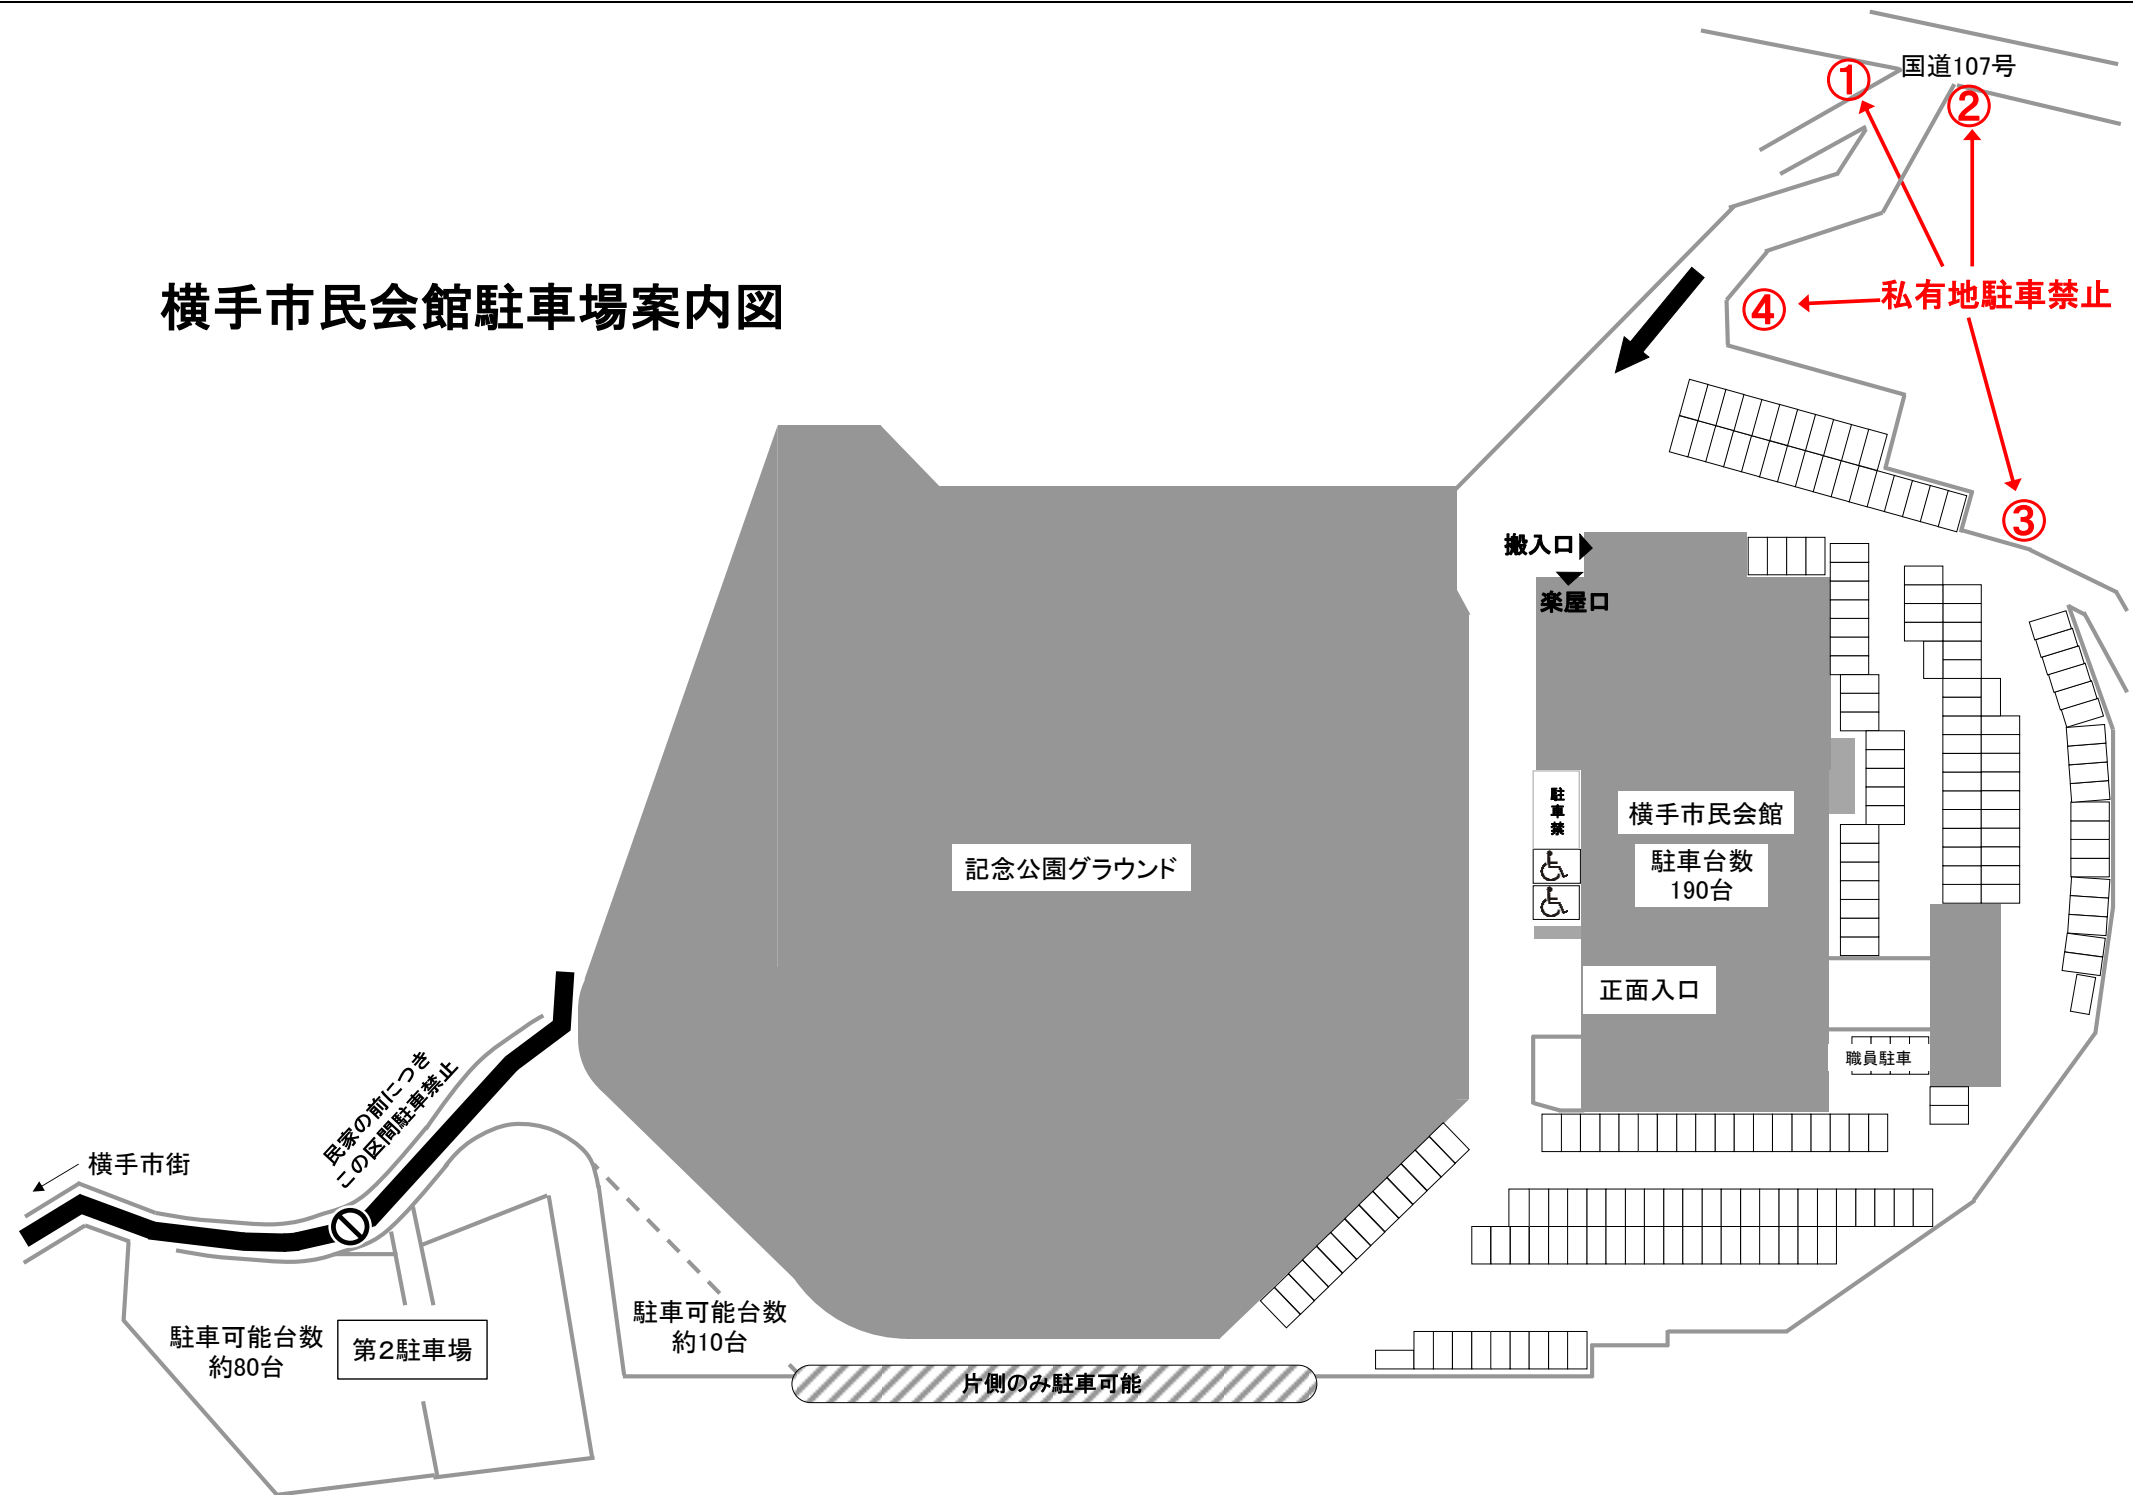 国道107号
①
②
横手市民会館駐車場案内図
④
私有地駐車禁止
③
搬入口
楽屋口
駐車禁
横手市民会館
駐車台数
190台
記念公園グラウンド
正面入口
職員駐車
民家の前につき
この区間駐車禁止
横手市街
駐車可能台数
約10台
駐車可能台数
約80台
第2駐車場
片側のみ駐車可能